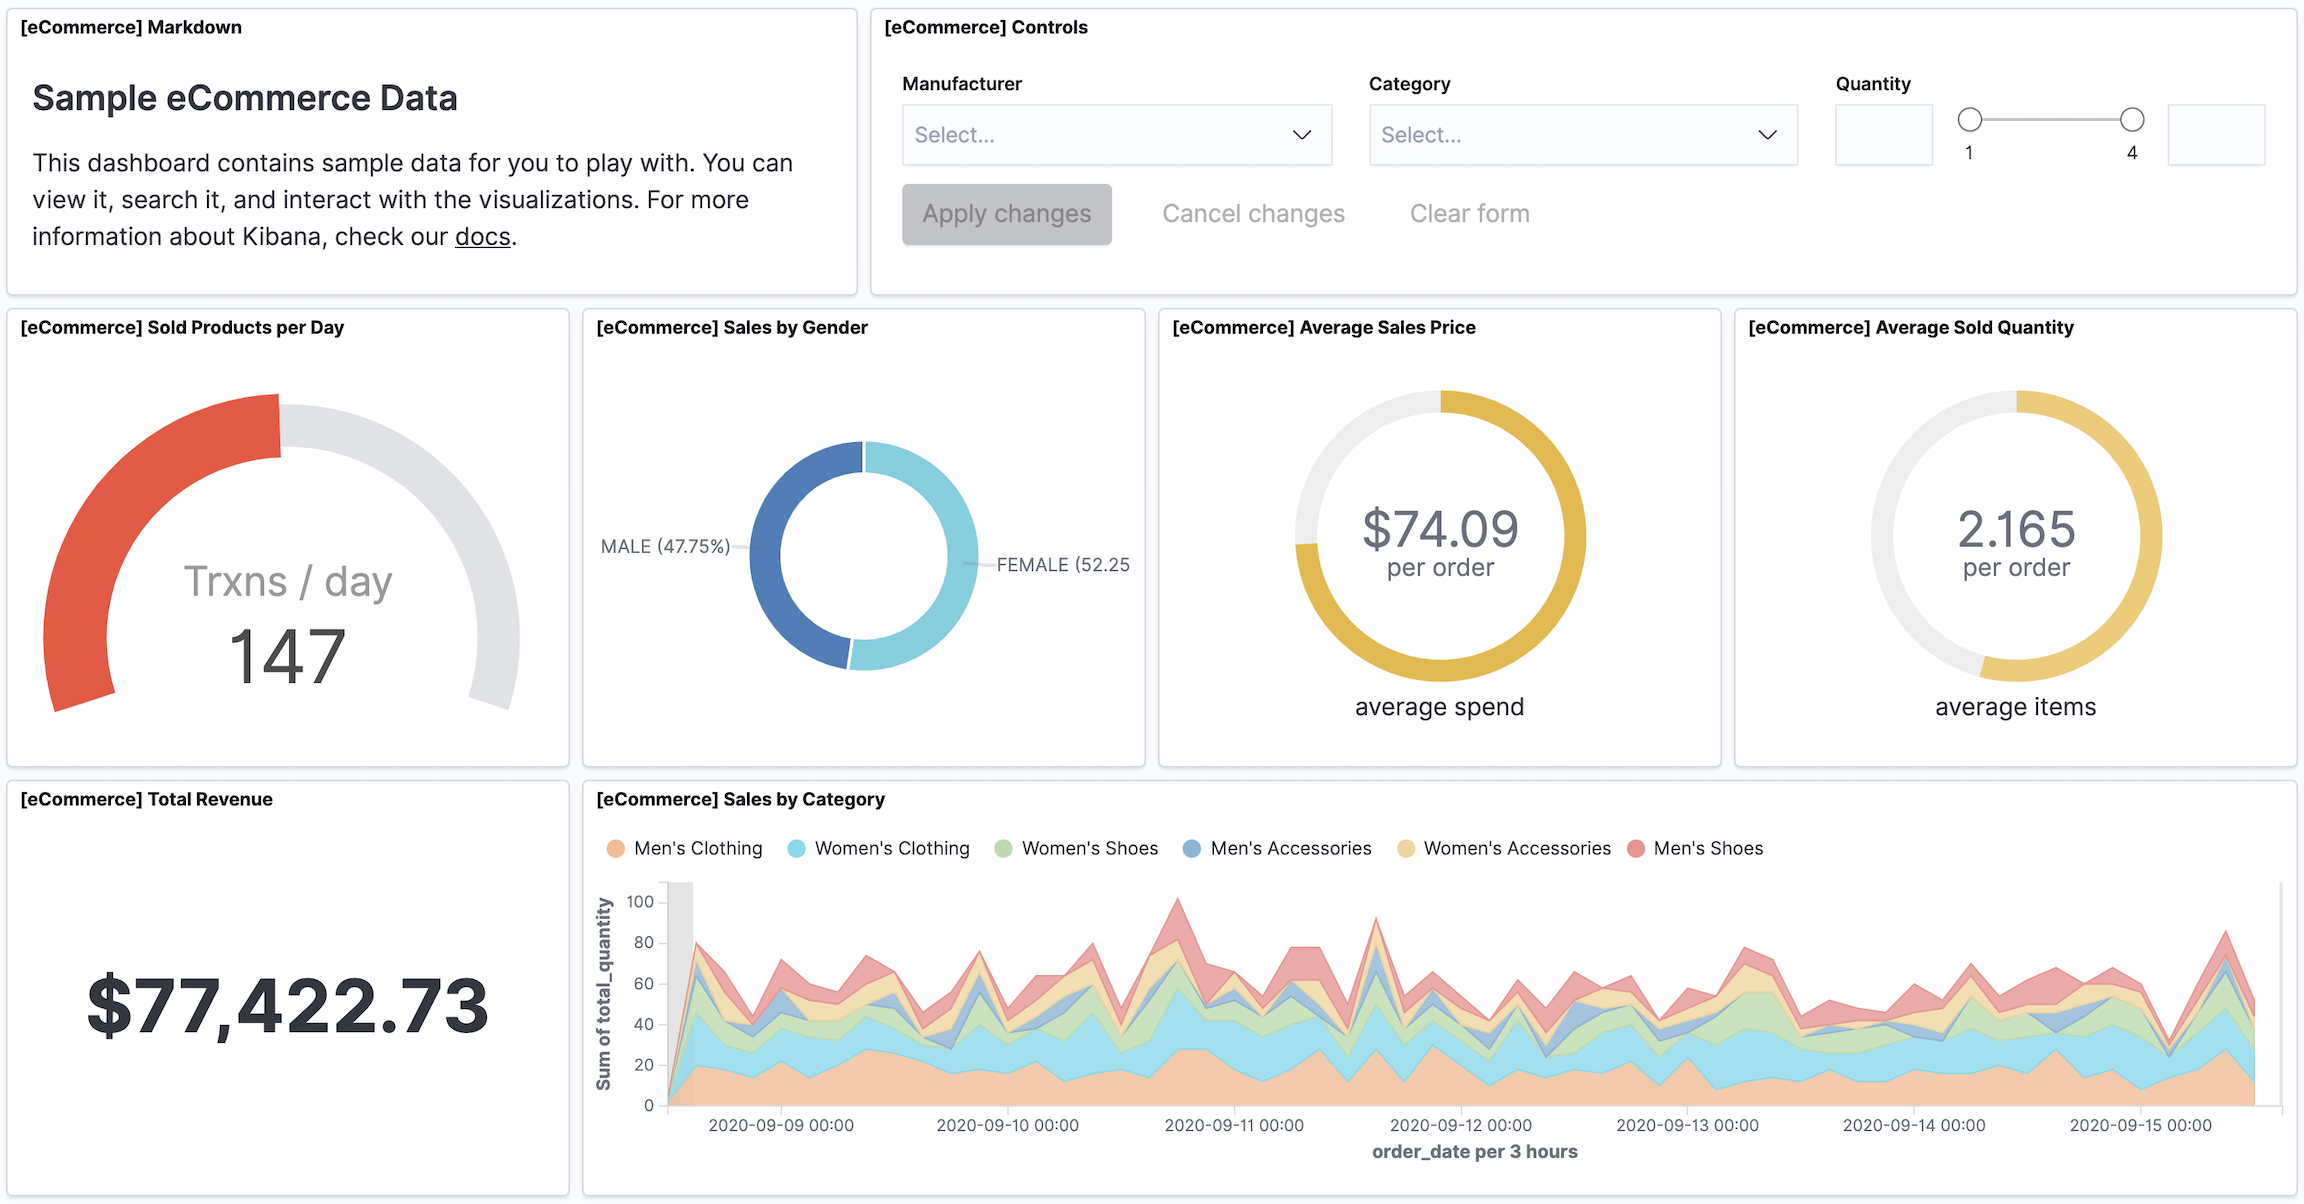 [eCommerce] Markdown
Sample eCommerce Data
This dashboard contains sample data for you to play with. You can
view it, search it, and interact with the visualizations. For more
information about Kibana, check our docs.
[eCommerce] Controls
Manufacturer
Select...
Category
Select...
Quantity
1
4
Apply changes
Cancel changes
Clear form
[eCommerce] Sold Products per Day
Trxns / day
147
[eCommerce] Sales by Gender
MALE (47.75%)
FEMALE (52.25
[eCommerce] Average Sales Price
$74.09
per order
average spend
[eCommerce] Average Sold Quantity
2.165
per order
average items
[eCommerce] Total Revenue
$77,422.73
[eCommerce] Sales by Category
Men's Clothing
Women's Clothing
Women's Shoes
Men's Accessories
Women's Accessories
Men's Shoes
Sum of total_quantity
100
80
60
40
20
0
2020-09-09 00:00
2020-09-10 00:00
2020-09-11 00:00
2020-09-12 00:00
2020-09-13 00:00
2020-09-14 00:00
2020-09-15 00:00
order_date per 3 hours